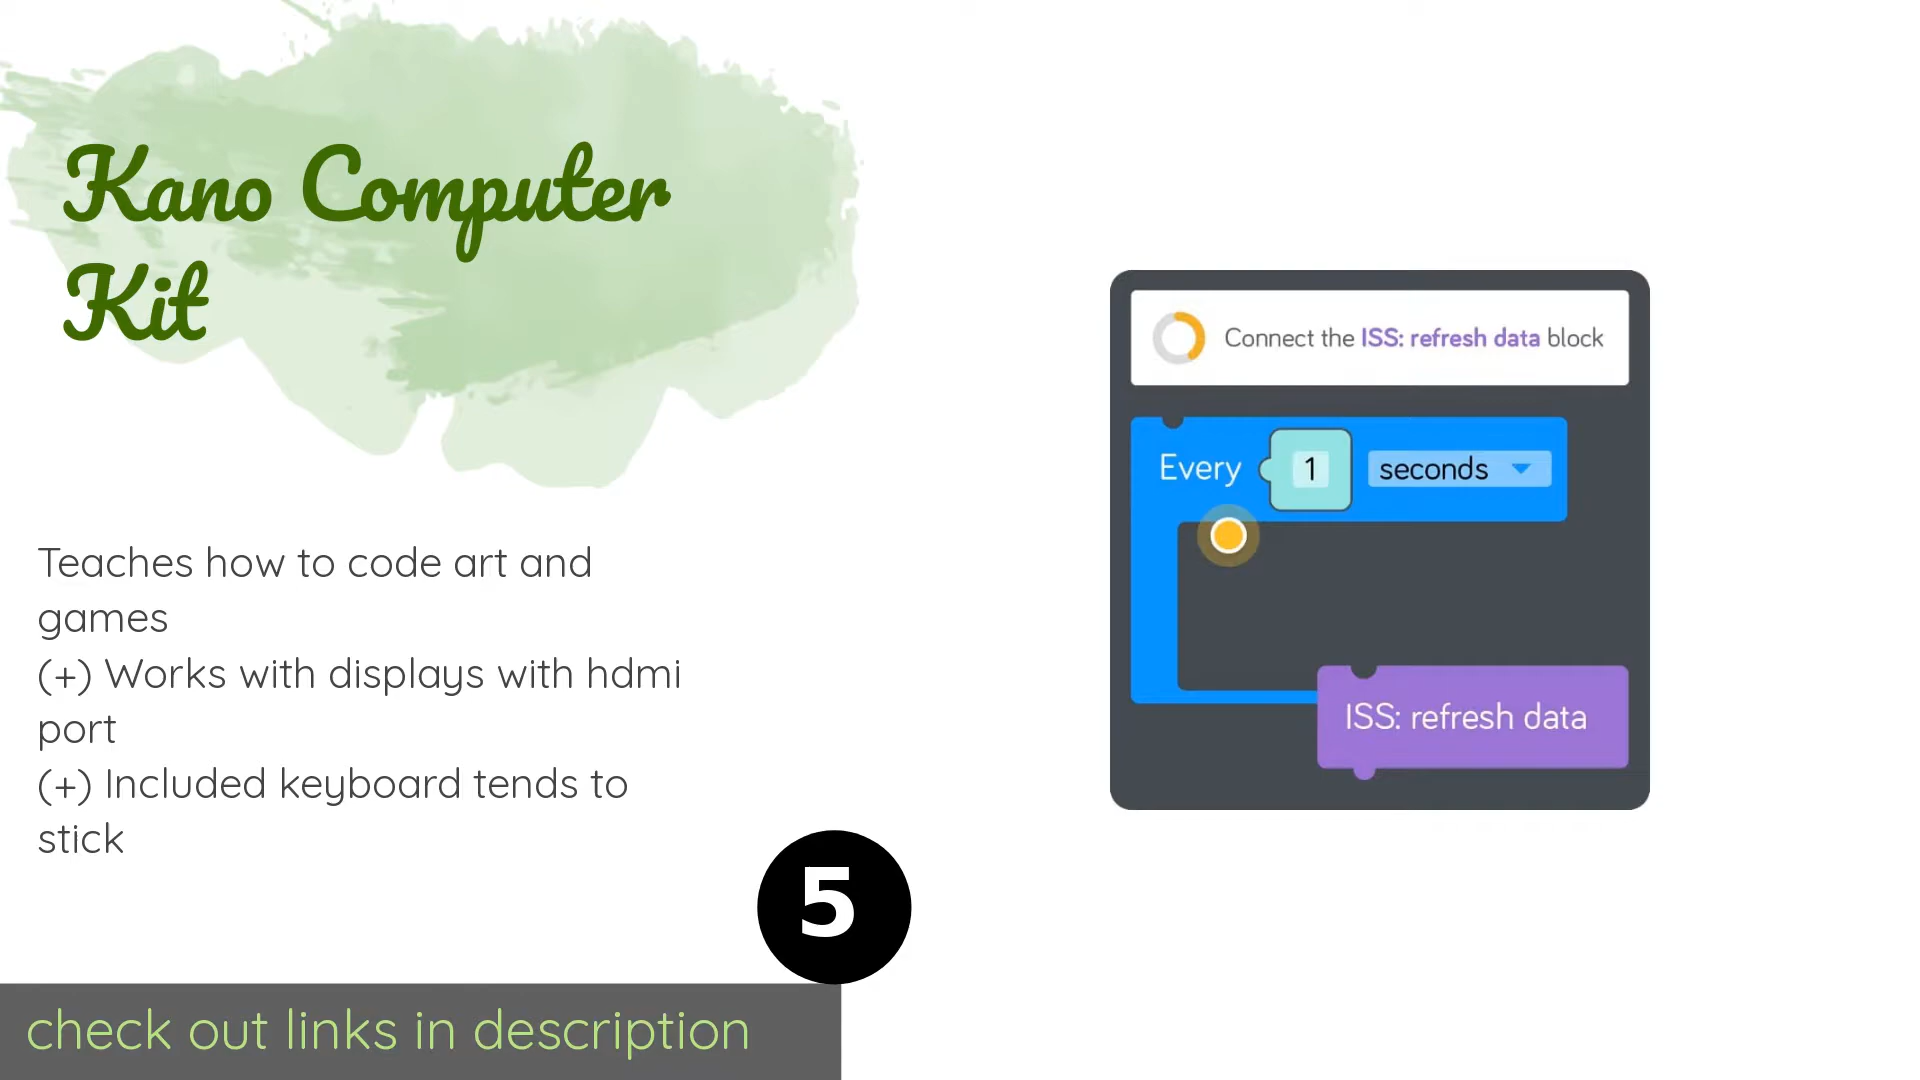 Kano Computer
Kit
Teaches how to code art and
games
(+) Works with displays with hdmi
port
(+) Included keyboard tends to
stick
5
check out links in description
Connect the ISS: refresh data block
Every 1 seconds
ISS: refresh data